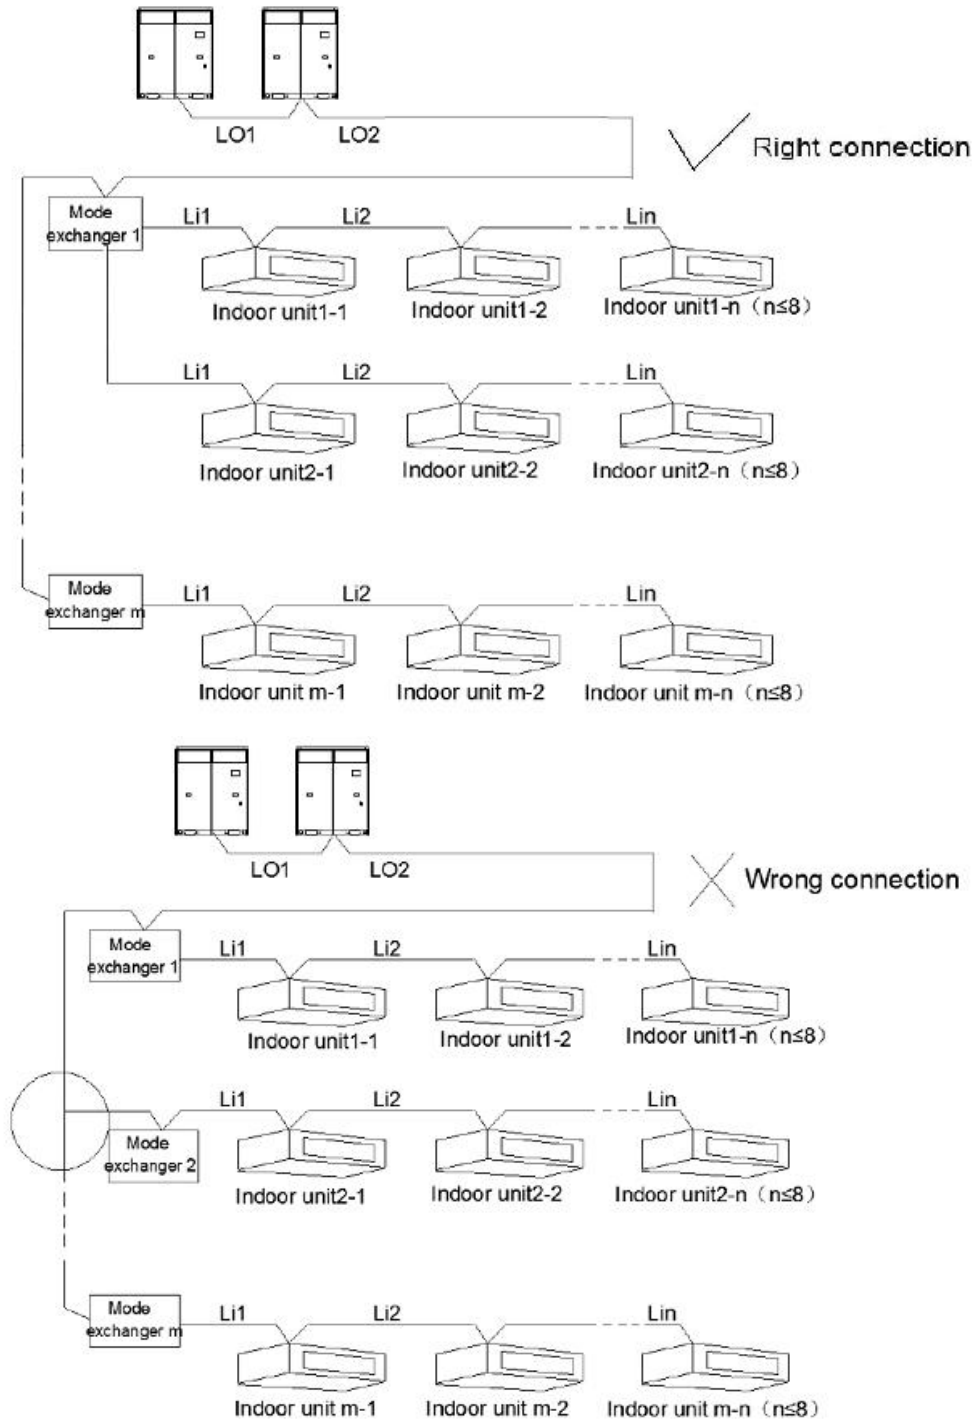 LO1 LO2
Right connection
Mode
exchanger 1
Li1 Li2 Lin
Indoor unit1-1 Indoor unit1-2 Indoor unit1-n（n≤8）
Li1 Li2 Lin
Indoor unit2-1 Indoor unit2-2 Indoor unit2-n（n≤8）
Mode
exchanger m
Li1 Li2 Lin
Indoor unit m-1 Indoor unit m-2 Indoor unit m-n（n≤8）
LO1 LO2
Wrong connection
Mode
exchanger 1
Li1 Li2 Lin
Indoor unit1-1 Indoor unit1-2 Indoor unit1-n（n≤8）
Li1 Li2 Lin
Mode
exchanger 2
Indoor unit2-1 Indoor unit2-2 Indoor unit2-n（n≤8）
Mode
exchanger m
Li1 Li2 Lin
Indoor unit m-1 Indoor unit m-2 Indoor unit m-n（n≤8）